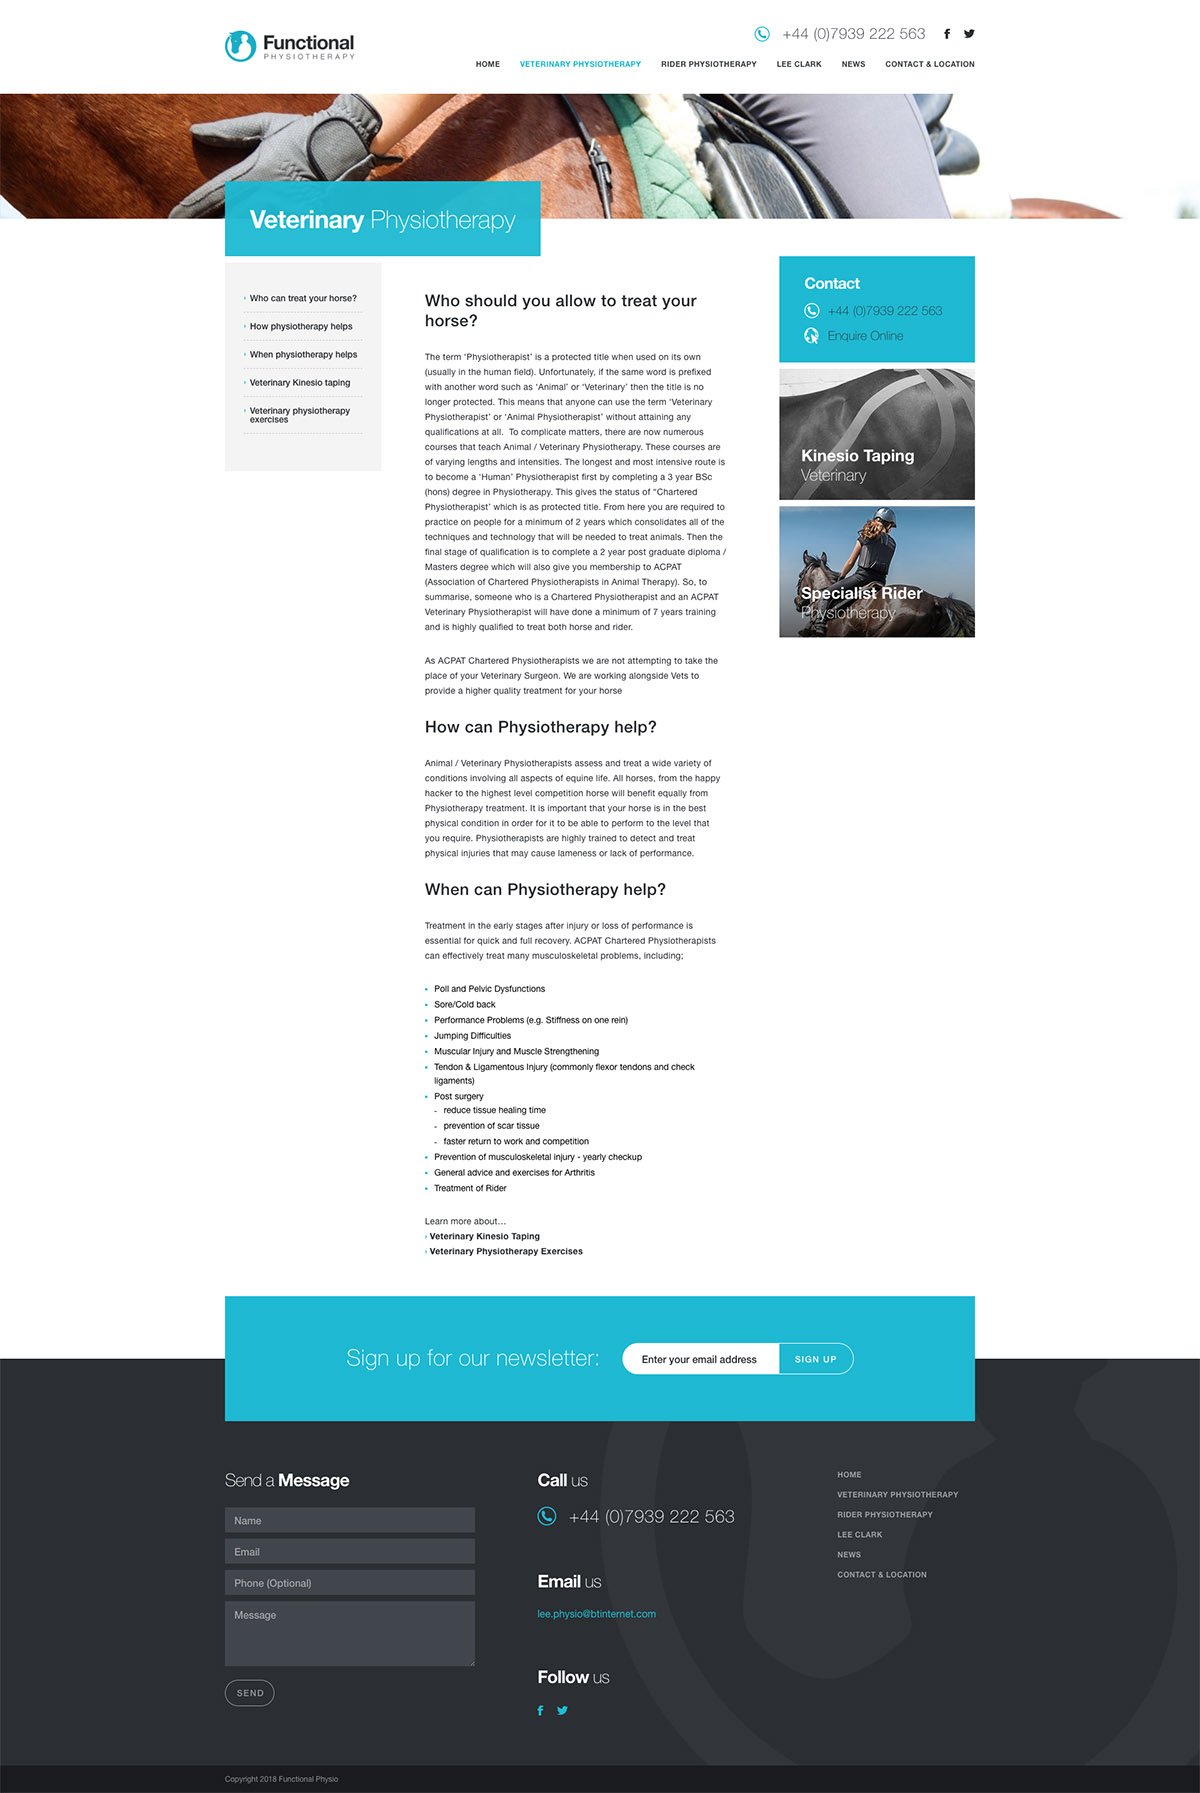 Functional
PHYSIOTHERAPY
+44 (0)7939 222 563
HOME
VETERINARY PHYSIOTHERAPY
RIDER PHYSIOTHERAPY
LEE CLARK
NEWS
CONTACT & LOCATION
Veterinary Physiotherapy
Who can treat your horse?
How physiotherapy helps
When physiotherapy helps
Veterinary Kinesio taping
Veterinary physiotherapy
exercises
Who should you allow to treat your
horse?
The term ‘Physiotherapist’ is a protected title when used on its own
(usually in the human field). Unfortunately, if the same word is prefixed
with another word such as ‘Animal’ or ‘Veterinary’ then the title is no
longer protected. This means that anyone can use the term ‘Veterinary
Physiotherapist’ or ‘Animal Physiotherapist’ without attaining any
qualifications at all.  To complicate matters, there are now numerous
courses that teach Animal / Veterinary Physiotherapy. These courses are
of varying lengths and intensities. The longest and most intensive route is
to become a ‘Human’ Physiotherapist first by completing a 3 year BSc
(hons) degree in Physiotherapy. This gives the status of “Chartered
Physiotherapist’ which is as protected title. From here you are required to
practice on people for a minimum of 2 years which consolidates all of the
techniques and technology that will be needed to treat animals. Then the
final stage of qualification is to complete a 2 year post graduate diploma /
Masters degree which will also give you membership to ACPAT
(Association of Chartered Physiotherapists in Animal Therapy). So, to
summarise, someone who is a Chartered Physiotherapist and an ACPAT
Veterinary Physiotherapist will have done a minimum of 7 years training
and is highly qualified to treat both horse and rider.
As ACPAT Chartered Physiotherapists we are not attempting to take the
place of your Veterinary Surgeon. We are working alongside Vets to
provide a higher quality treatment for your horse
How can Physiotherapy help?
Animal / Veterinary Physiotherapists assess and treat a wide variety of
conditions involving all aspects of equine life. All horses, from the happy
hacker to the highest level competition horse will benefit equally from
Physiotherapy treatment. It is important that your horse is in the best
physical condition in order for it to be able to perform to the level that
you require. Physiotherapists are highly trained to detect and treat
physical injuries that may cause lameness or lack of performance.
When can Physiotherapy help?
Treatment in the early stages after injury or loss of performance is
essential for quick and full recovery. ACPAT Chartered Physiotherapists
can effectively treat many musculoskeletal problems, including;
Poll and Pelvic Dysfunctions
Sore/Cold back
Performance Problems (e.g. Stiffness on one rein)
Jumping Difficulties
Muscular Injury and Muscle Strengthening
Tendon & Ligamentous Injury (commonly flexor tendons and check
ligaments)
Post surgery
- reduce tissue healing time
- prevention of scar tissue
- faster return to work and competition
Prevention of musculoskeletal injury - yearly checkup
General advice and exercises for Arthritis
Treatment of Rider
Learn more about…
› Veterinary Kinesio Taping
› Veterinary Physiotherapy Exercises
Contact
+44 (0)7939 222 563
Enquire Online
Kinesio Taping
Veterinary
Specialist Rider
Physiotherapy
Sign up for our newsletter:
Enter your email address
SIGN UP
Send a Message
Name
Email
Phone (Optional)
Message
SEND
Call us
+44 (0)7939 222 563
Email us
lee.physio@btinternet.com
Follow us
HOME
VETERINARY PHYSIOTHERAPY
RIDER PHYSIOTHERAPY
LEE CLARK
NEWS
CONTACT & LOCATION
Copyright 2018 Functional Physio